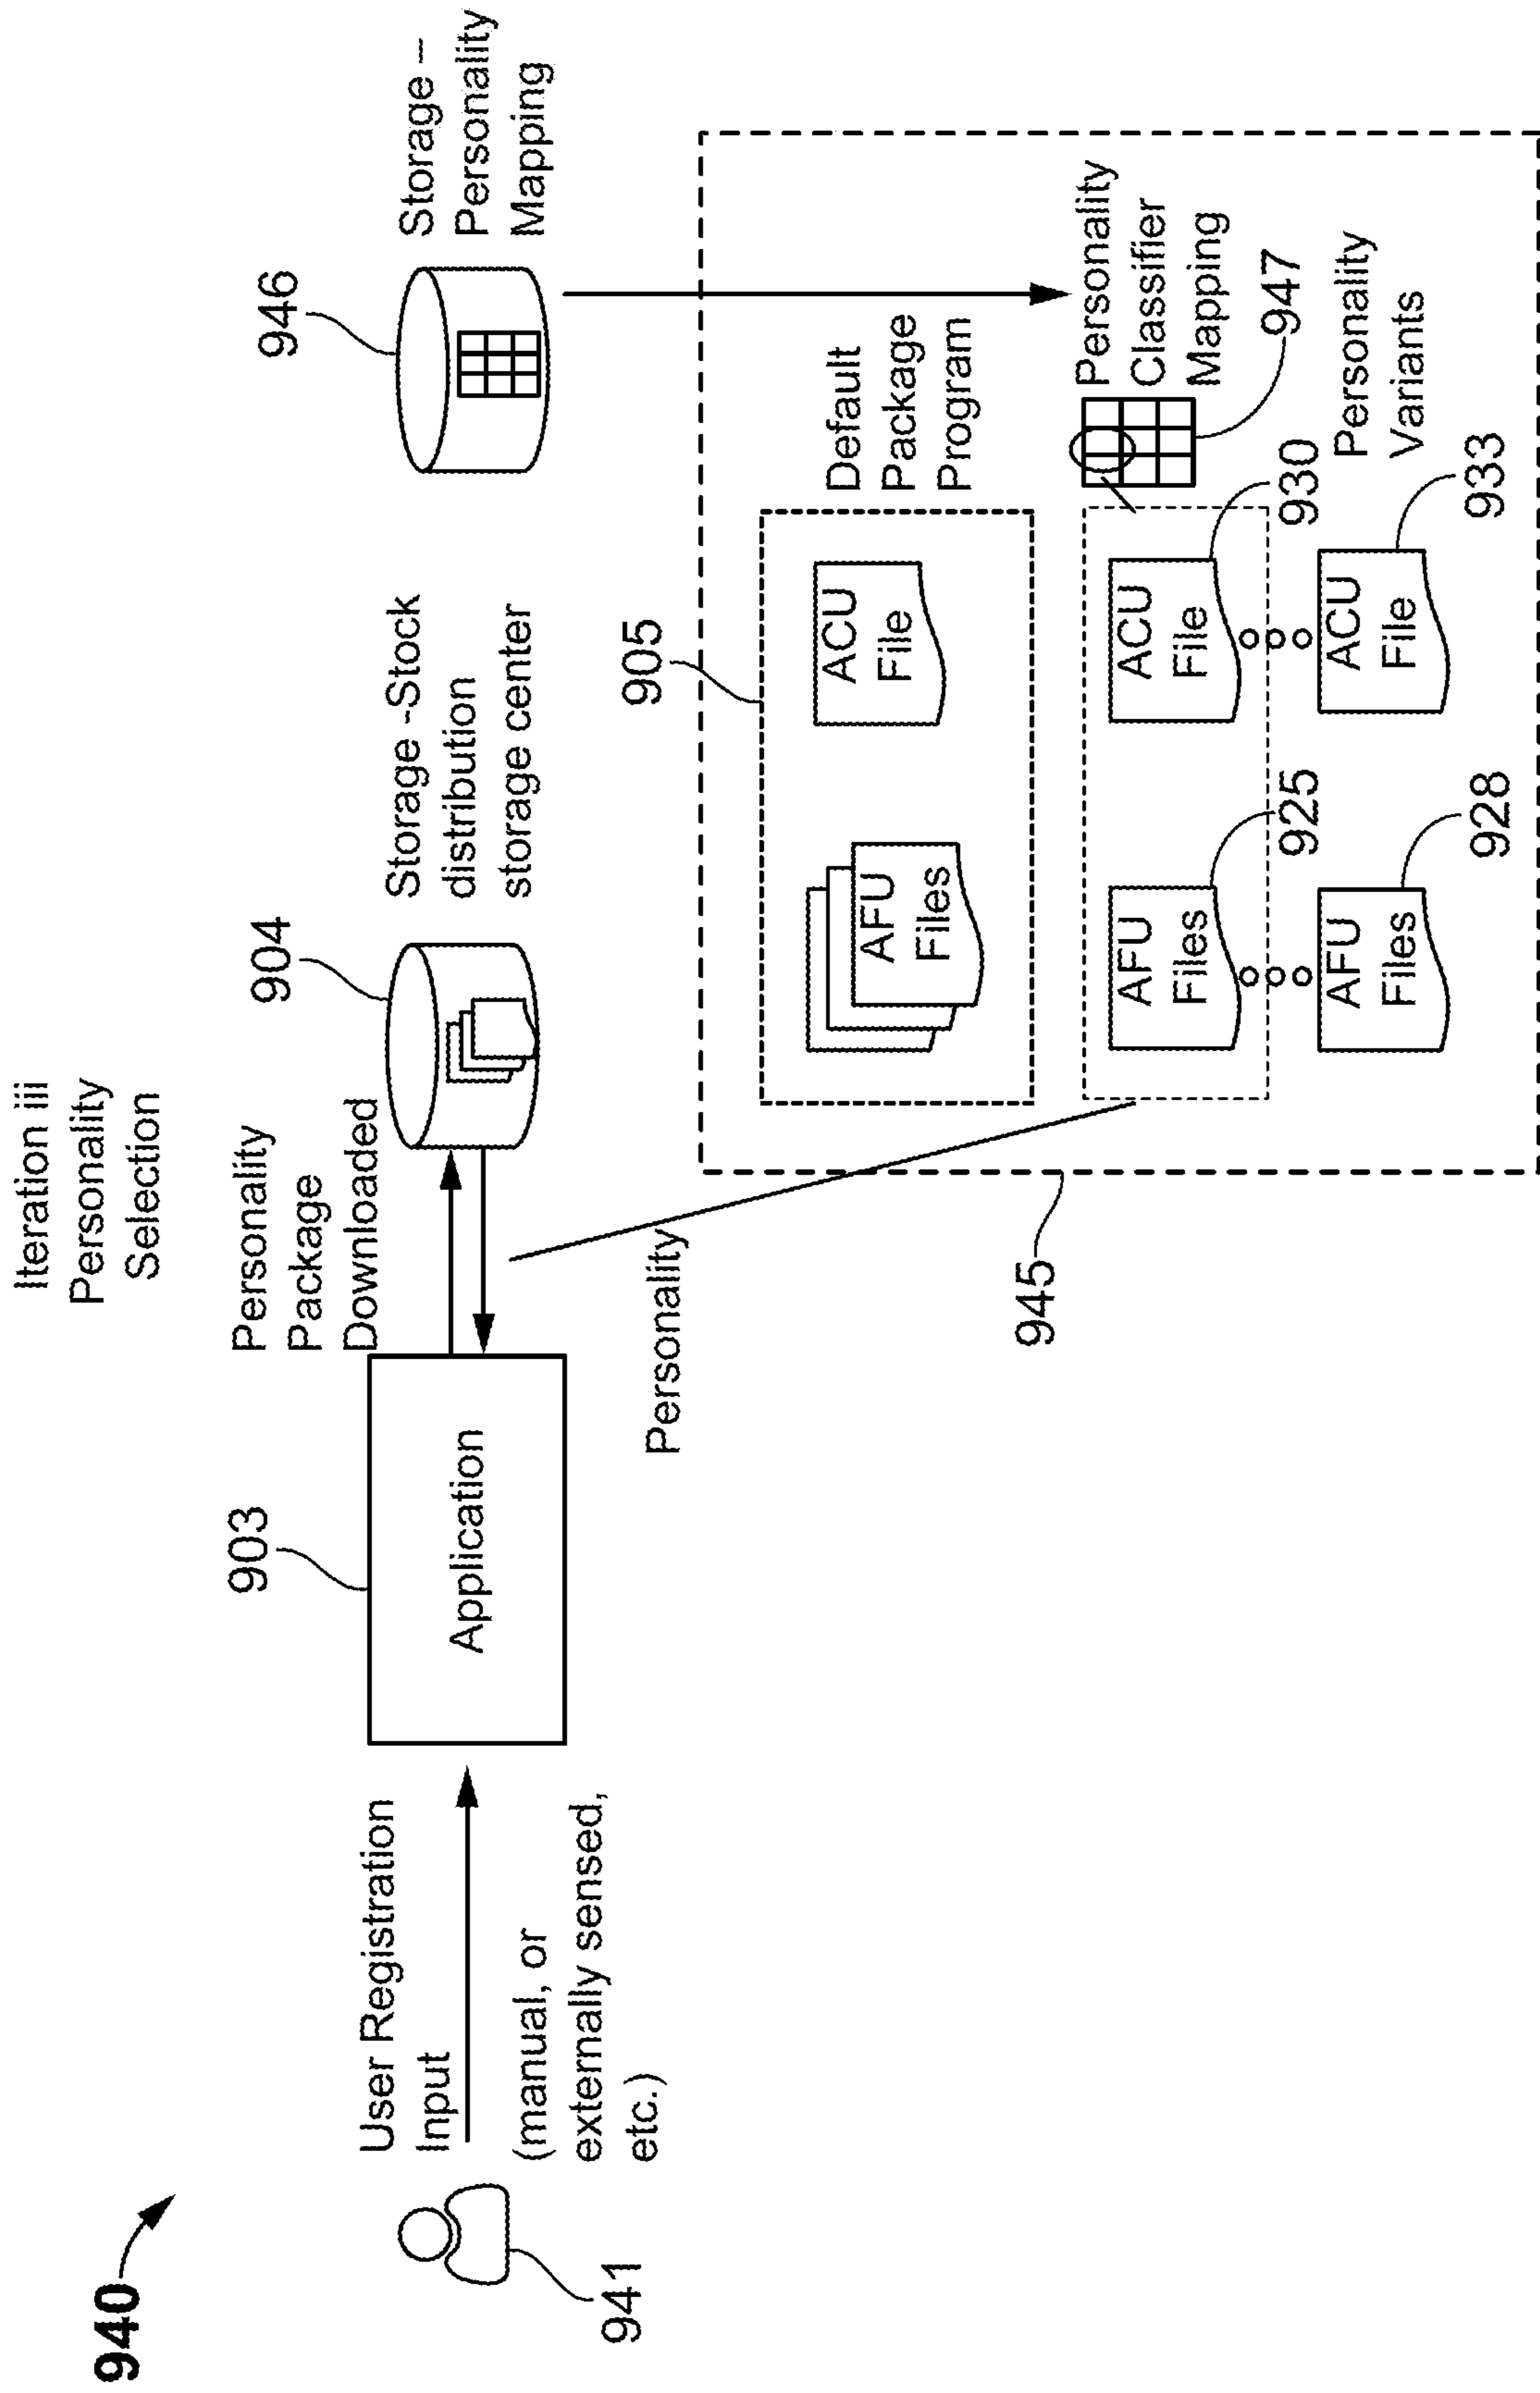 940
Iteration iii
Personality
Selection
941
User Registration
Input
(manual, or
externally sensed,
etc.)
903
Application
Personality
Package
Downloaded
904
Storage -Stock
distribution
storage center
946
Storage –
Personality
Mapping
Personality
945
905
AFU
Files
ACU
File
Default
Package
Program
AFU
Files
925
ACU
File
930
Personality
Classifier
Mapping
947
AFU
Files
928
ACU
File
933
Personality
Variants